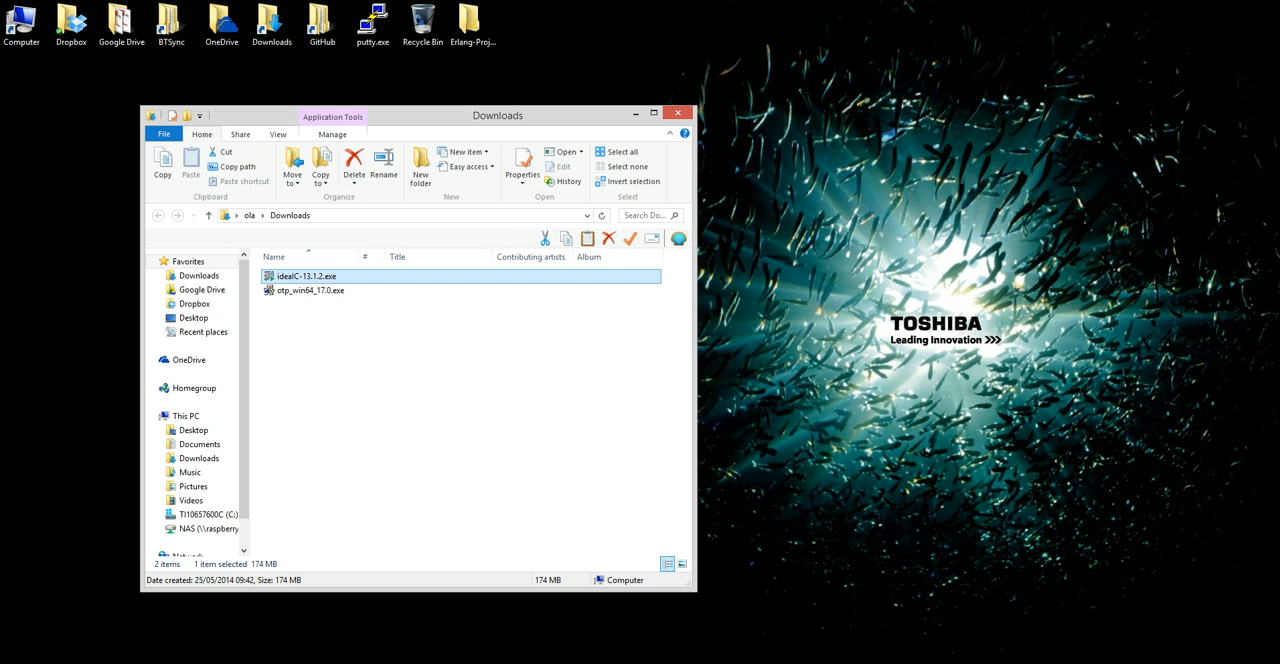 Computer
Dropbox
Google Drive
BTSync
OneDrive
Downloads
GitHub
putty.exe
Recycle Bin
Erlang-Proj...
Application Tools
Downloads
File
Home
Share
View
Manage
Copy
Paste
Cut
Copy path
Paste shortcut
Clipboard
Move to
Copy to
Delete
Rename
Organize
New folder
New item
Easy access
New
Properties
Open
Edit
History
Open
Select all
Select none
Invert selection
Select
ola
Downloads
Search Do...
Name
#
Title
Contributing artists
Album
ideaIC-13.1.2.exe
otp_win64_17.0.exe
Favorites
Downloads
Google Drive
Dropbox
Desktop
Recent places
OneDrive
Homegroup
This PC
Desktop
Documents
Downloads
Music
Pictures
Videos
TI10657600C (C:)
NAS (\\raspberry
2 items
1 item selected 174 MB
Date created: 25/05/2014 09:42, Size: 174 MB
174 MB
Computer
TOSHIBA
Leading Innovation >>>